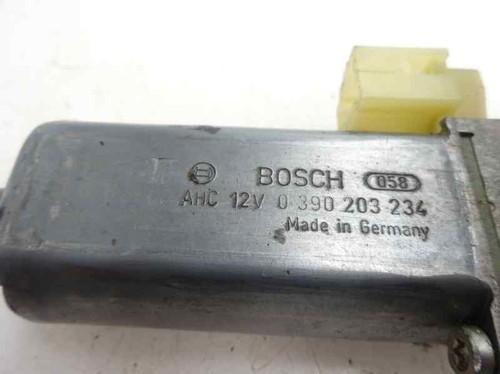 BOSCH 058
AHC 12V 0 390 203 234
Made in Germany